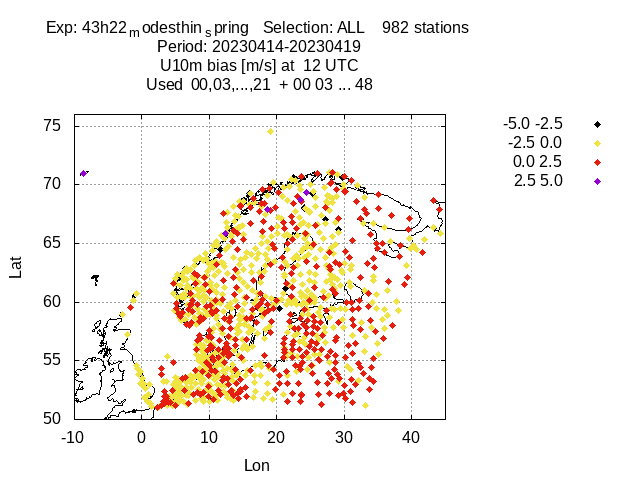 Exp: 43h22modesthinspring Selection: ALL 982 stations
Period: 20230414-20230419
U10m bias [m/s] at 12 UTC
Used 00,03,...,21 + 00 03 ... 48
-5.0 -2.5
-2.5 0.0
0.0 2.5
2.5 5.0
75
70
65
60
55
50
Lat
-10 0 10 20 30 40
Lon